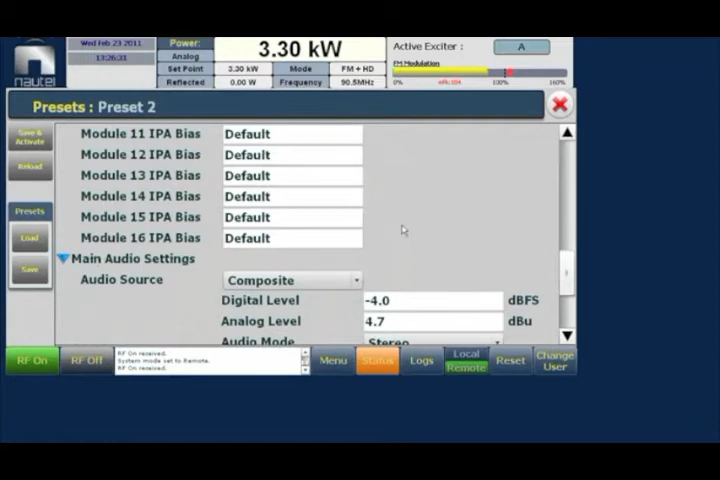 Wed Feb 23 2011
13:26:31
nautel
Power:
Analog
3.30 kW
Set Point 3.30 kW Mode FM + HD
Reflected 0.00 W Frequency 90.5MHz
Active Exciter : A
FM Modulation
0% 100% 160%
Presets : Preset 2
Save & Activate
Reload
Presets
Load
Save
Module 11 IPA Bias Default
Module 12 IPA Bias Default
Module 13 IPA Bias Default
Module 14 IPA Bias Default
Module 15 IPA Bias Default
Module 16 IPA Bias Default
Main Audio Settings
Audio Source Composite
Digital Level -4.0 dBFS
Analog Level 4.7 dBu
Audio Mode Stereo
RF On
RF Off
RF On received.
System mode set to Remote.
RF On received.
Menu
Status
Logs
Local
Remote
Reset
Change User